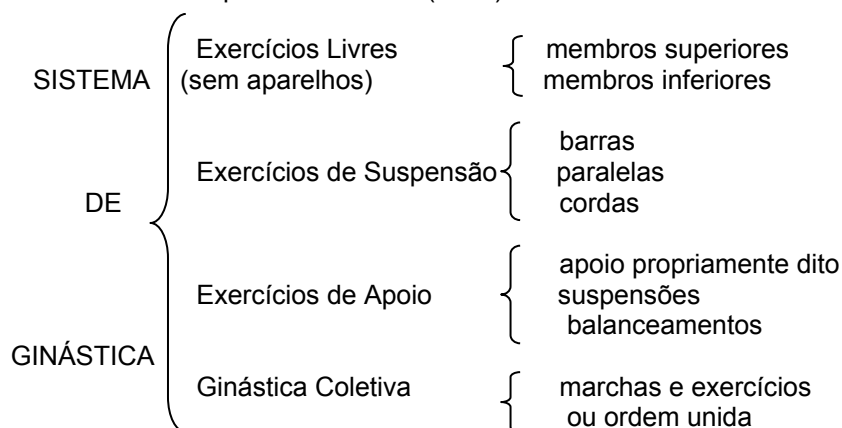 Exercícios Livres membros superiores
SISTEMA (sem aparelhos) membros inferiores
barras
Exercícios de Suspensão paralelas
DE cordas
apoio propriamente dito
Exercícios de Apoio suspensões
balanceamentos
GINÁSTICA
Ginástica Coletiva marchas e exercícios
ou ordem unida